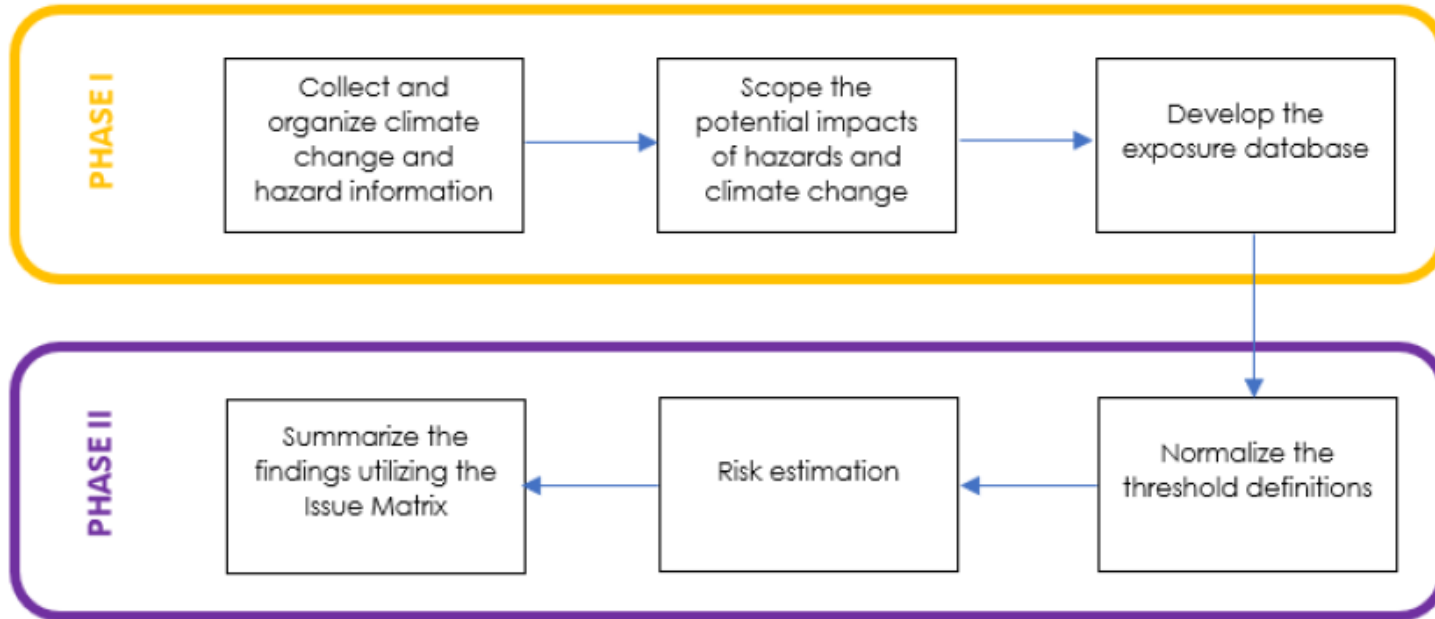 PHASE I
Collect and
organize climate
change and
hazard information
Scope the
potential impacts
of hazards and
climate change
Develop the
exposure database
PHASE II
Summarize the
findings utilizing the
Issue Matrix
Risk estimation
Normalize the
threshold definitions